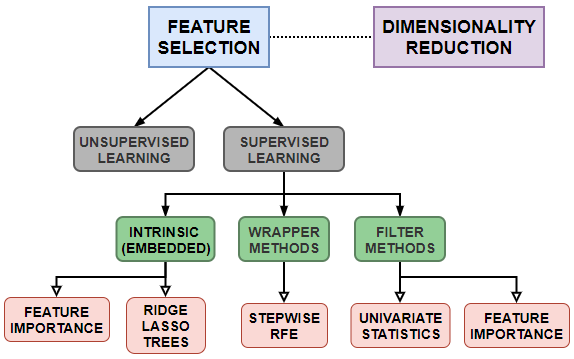 FEATURE
SELECTION
DIMENSIONALITY
REDUCTION
UNSUPERVISED
LEARNING
SUPERVISED
LEARNING
INTRINSIC
(EMBEDDED)
WRAPPER
METHODS
FILTER
METHODS
FEATURE
IMPORTANCE
RIDGE
LASSO
TREES
STEPWISE
RFE
UNIVARIATE
STATISTICS
FEATURE
IMPORTANCE